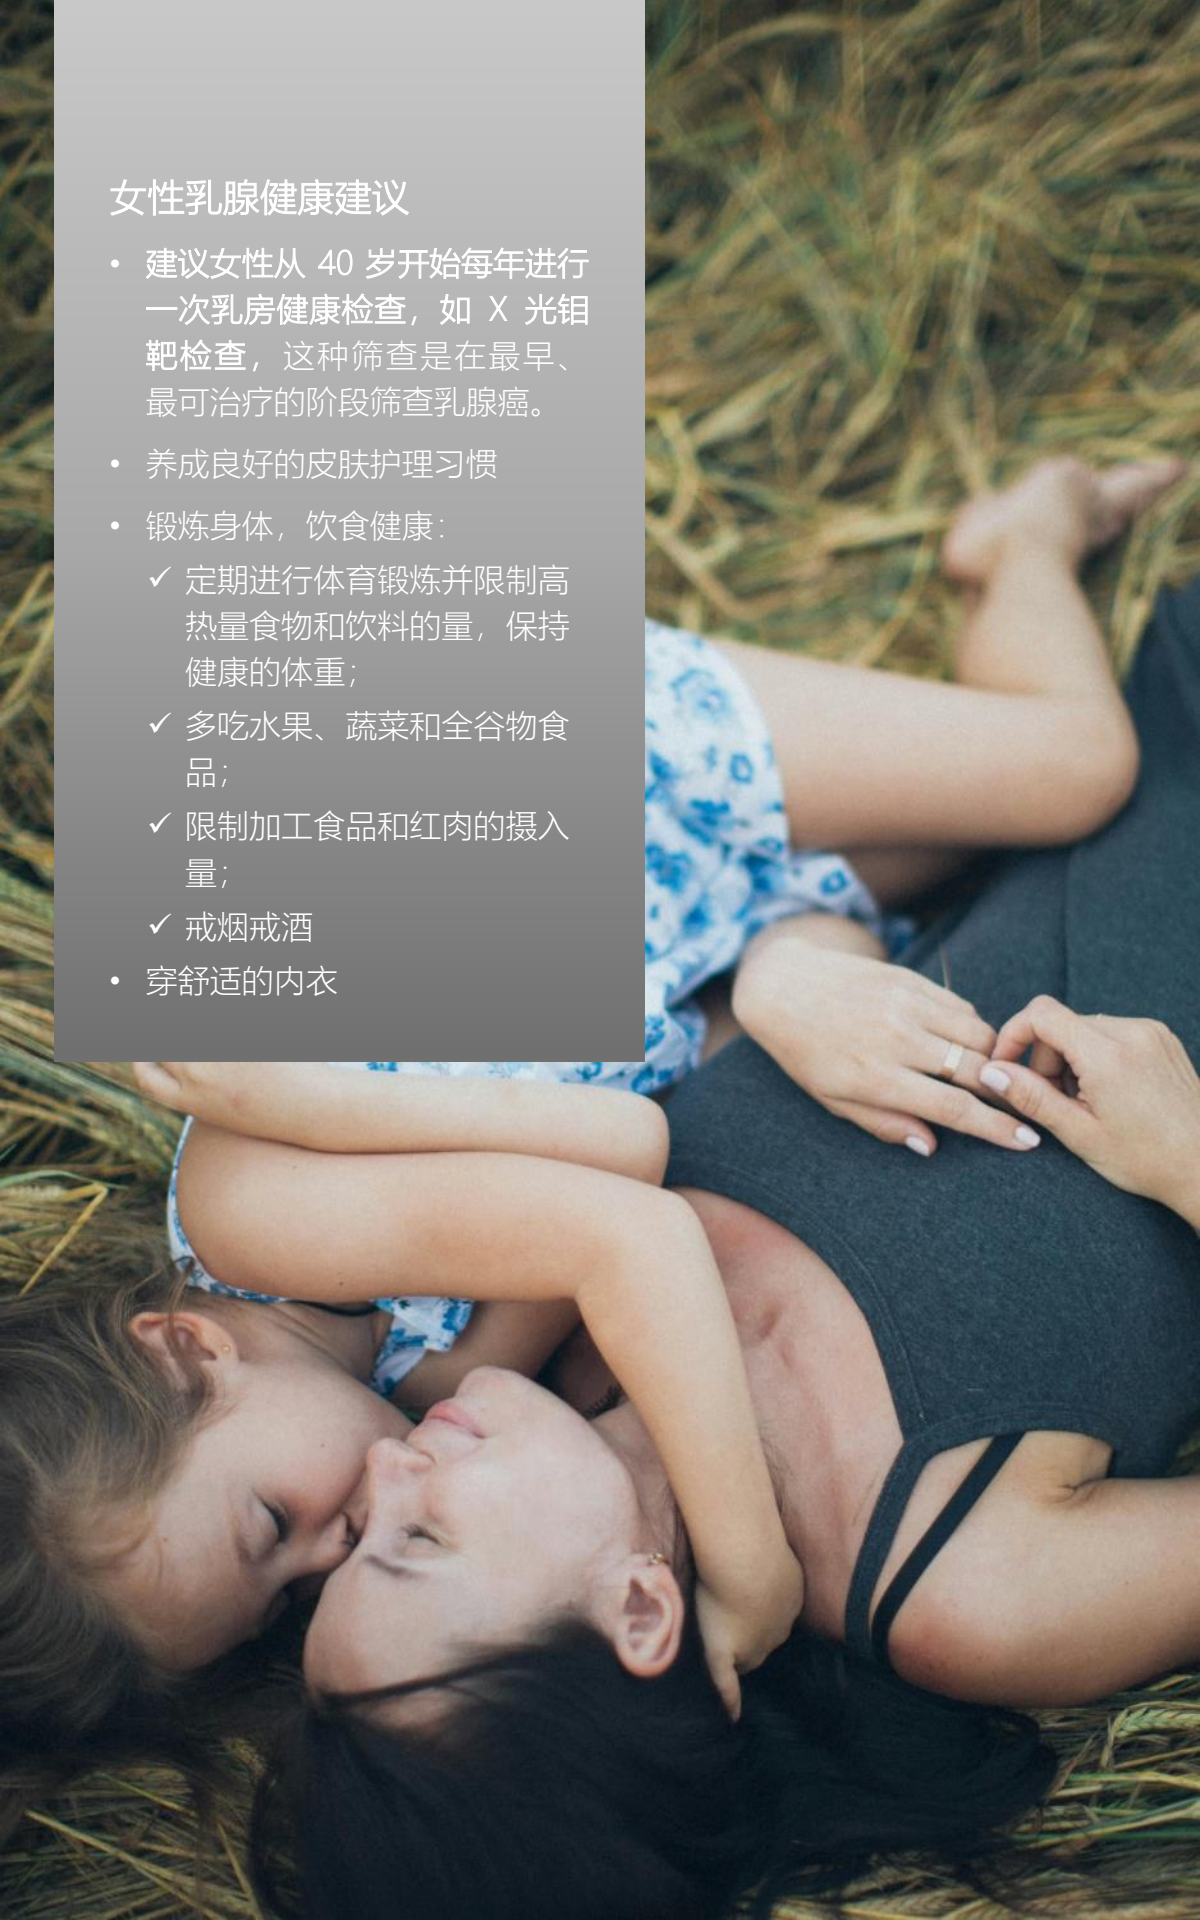 女性乳腺健康建议
• 建议女性从 40 岁开始每年进行
一次乳房健康检查，如 X 光钼
靶检查，这种筛查是在最早、
最可治疗的阶段筛查乳腺癌。
• 养成良好的皮肤护理习惯
• 锻炼身体，饮食健康：
✓ 定期进行体育锻炼并限制高
热量食物和饮料的量，保持
健康的体重；
✓ 多吃水果、蔬菜和全谷物食
品；
✓ 限制加工食品和红肉的摄入
量；
✓ 戒烟戒酒
• 穿舒适的内衣